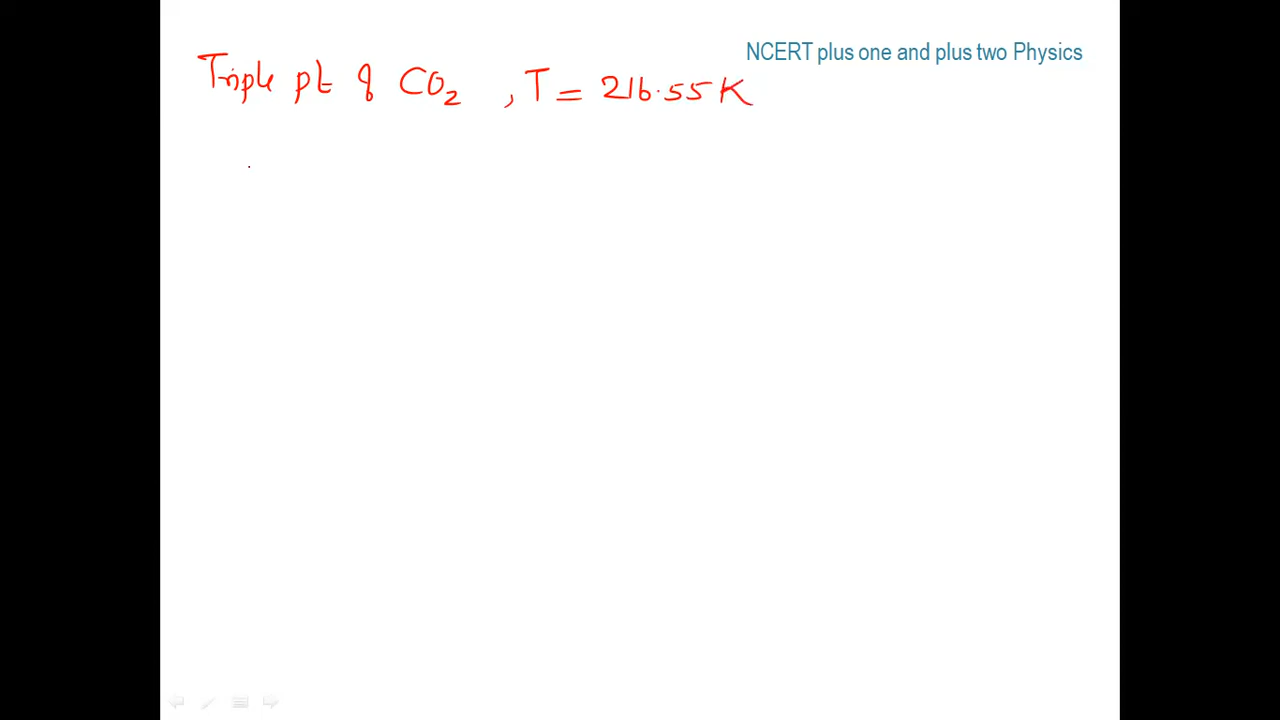 NCERT plus one and plus two Physics
Triple pt of CO₂ , T = 216.55 K